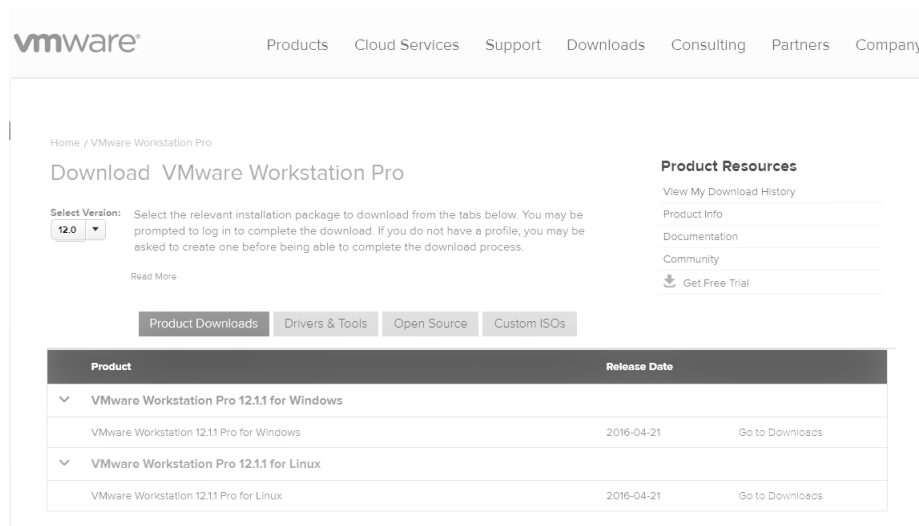 vmware®
Products Cloud Services Support Downloads Consulting Partners Company
Home / VMware Workstation Pro
Download VMware Workstation Pro
Select Version:
12.0
Select the relevant installation package to download from the tabs below. You may be
prompted to log in to complete the download. If you do not have a profile, you may be
asked to create one before being able to complete the download process.
Read More
Product Resources
View My Download History
Product Info
Documentation
Community
Get Free Trial
Product Downloads Drivers & Tools Open Source Custom ISOs
Product Release Date
VMware Workstation Pro 12.1.1 for Windows
VMware Workstation 12.1.1 Pro for Windows 2016-04-21 Go to Downloads
VMware Workstation Pro 12.1.1 for Linux
VMware Workstation 12.1.1 Pro for Linux 2016-04-21 Go to Downloads